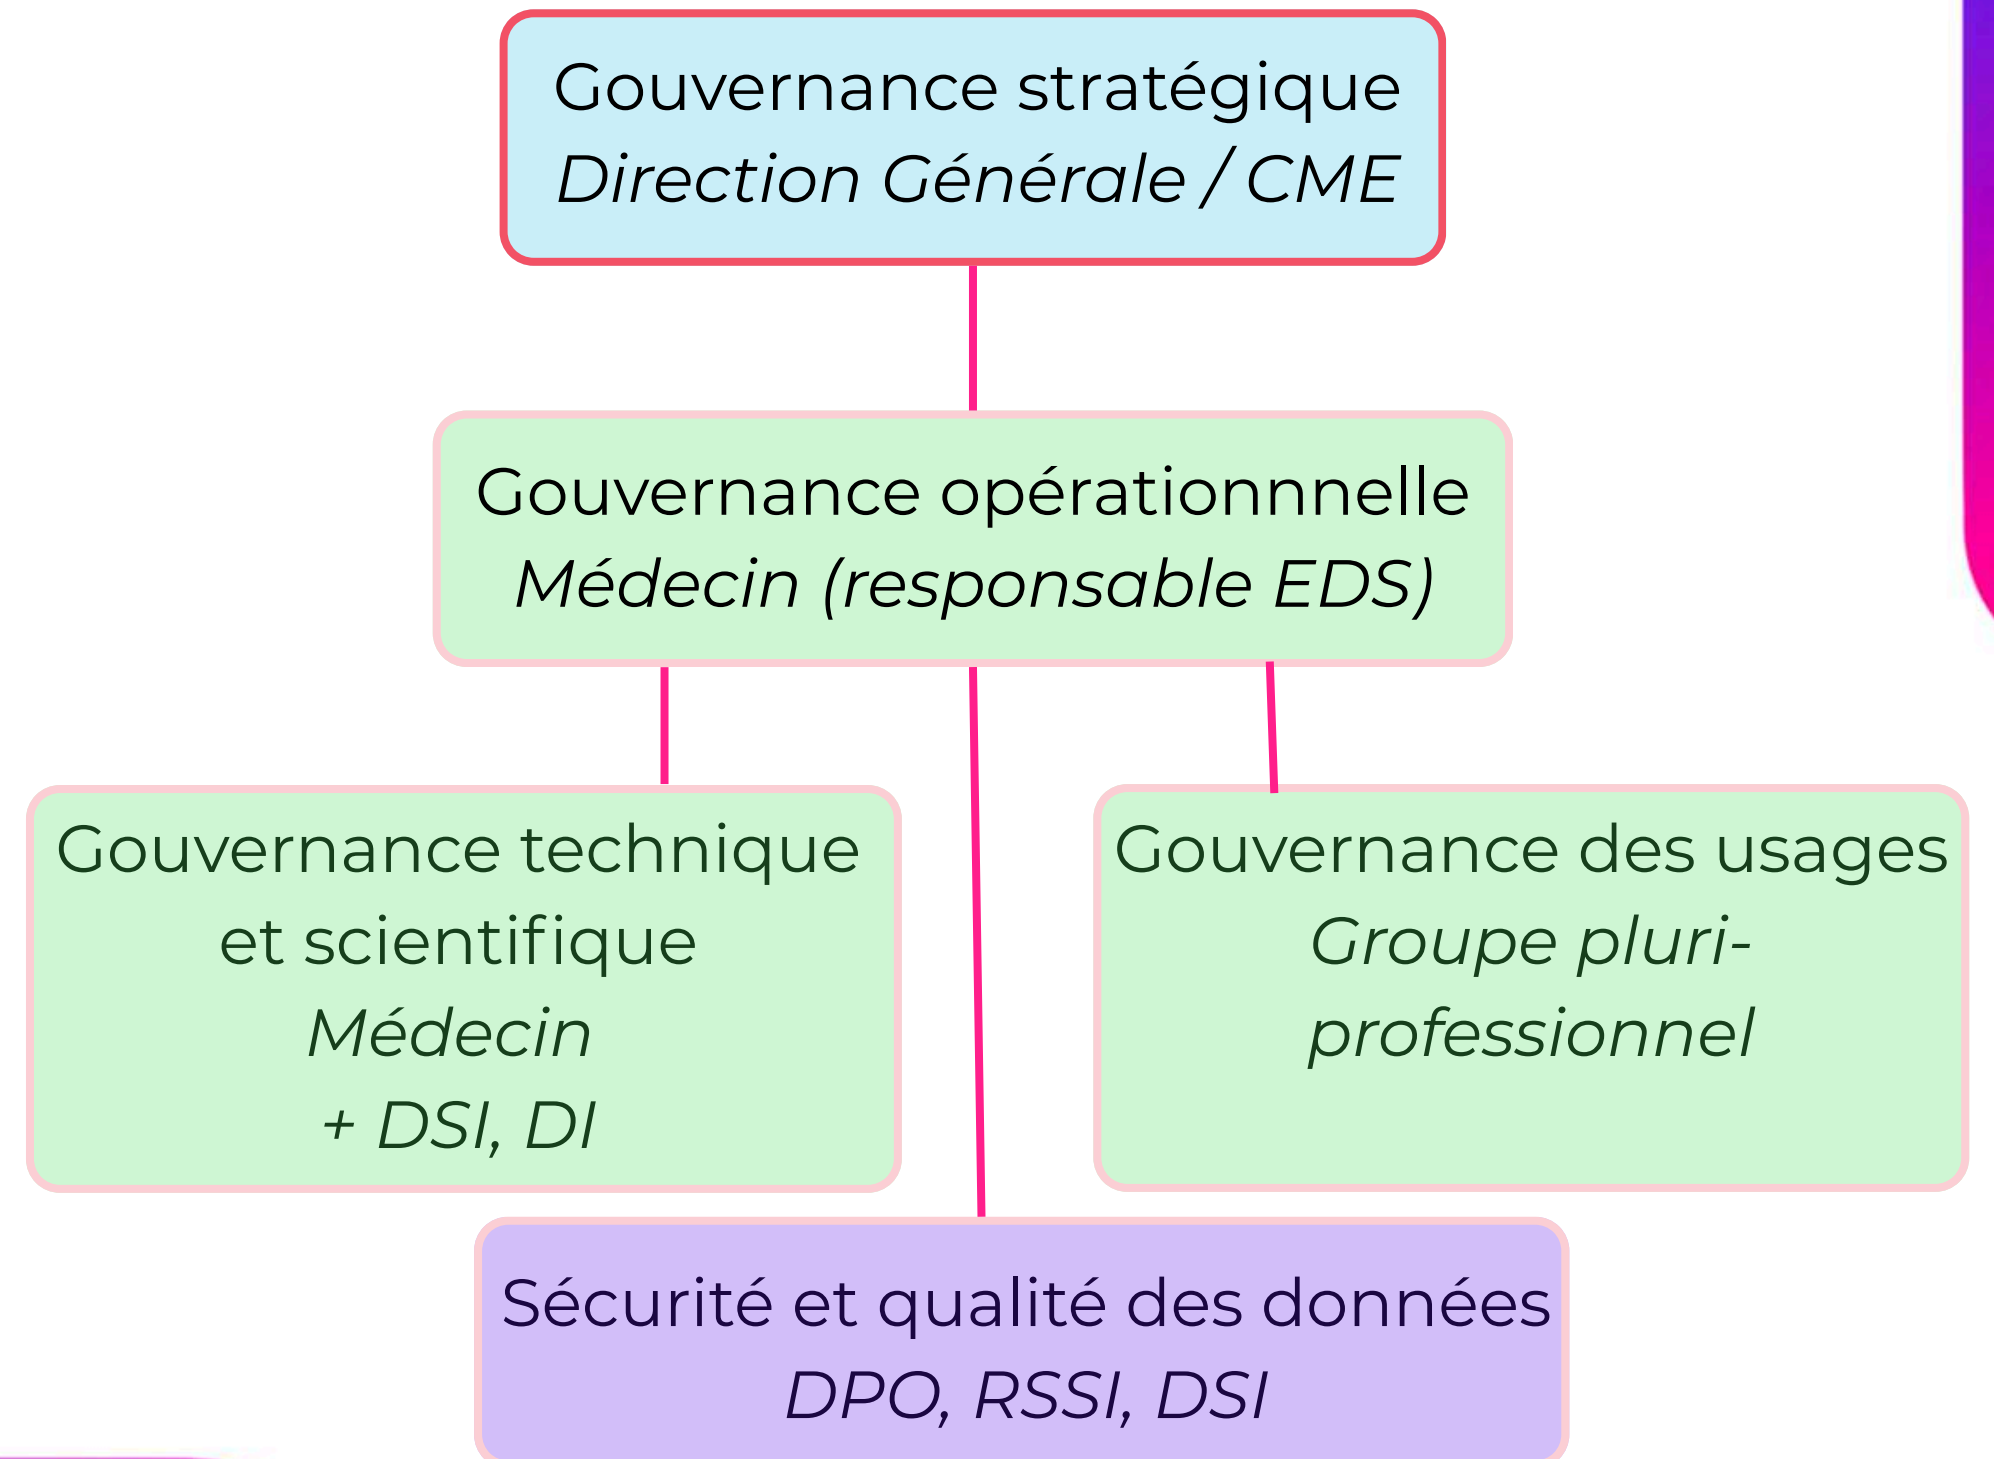 Gouvernance stratégique
Direction Générale / CME
Gouvernance opérationnnelle
Médecin (responsable EDS)
Gouvernance technique
et scientifique
Médecin
+ DSI, DI
Gouvernance des usages
Groupe pluri-
professionnel
Sécurité et qualité des données
DPO, RSSI, DSI